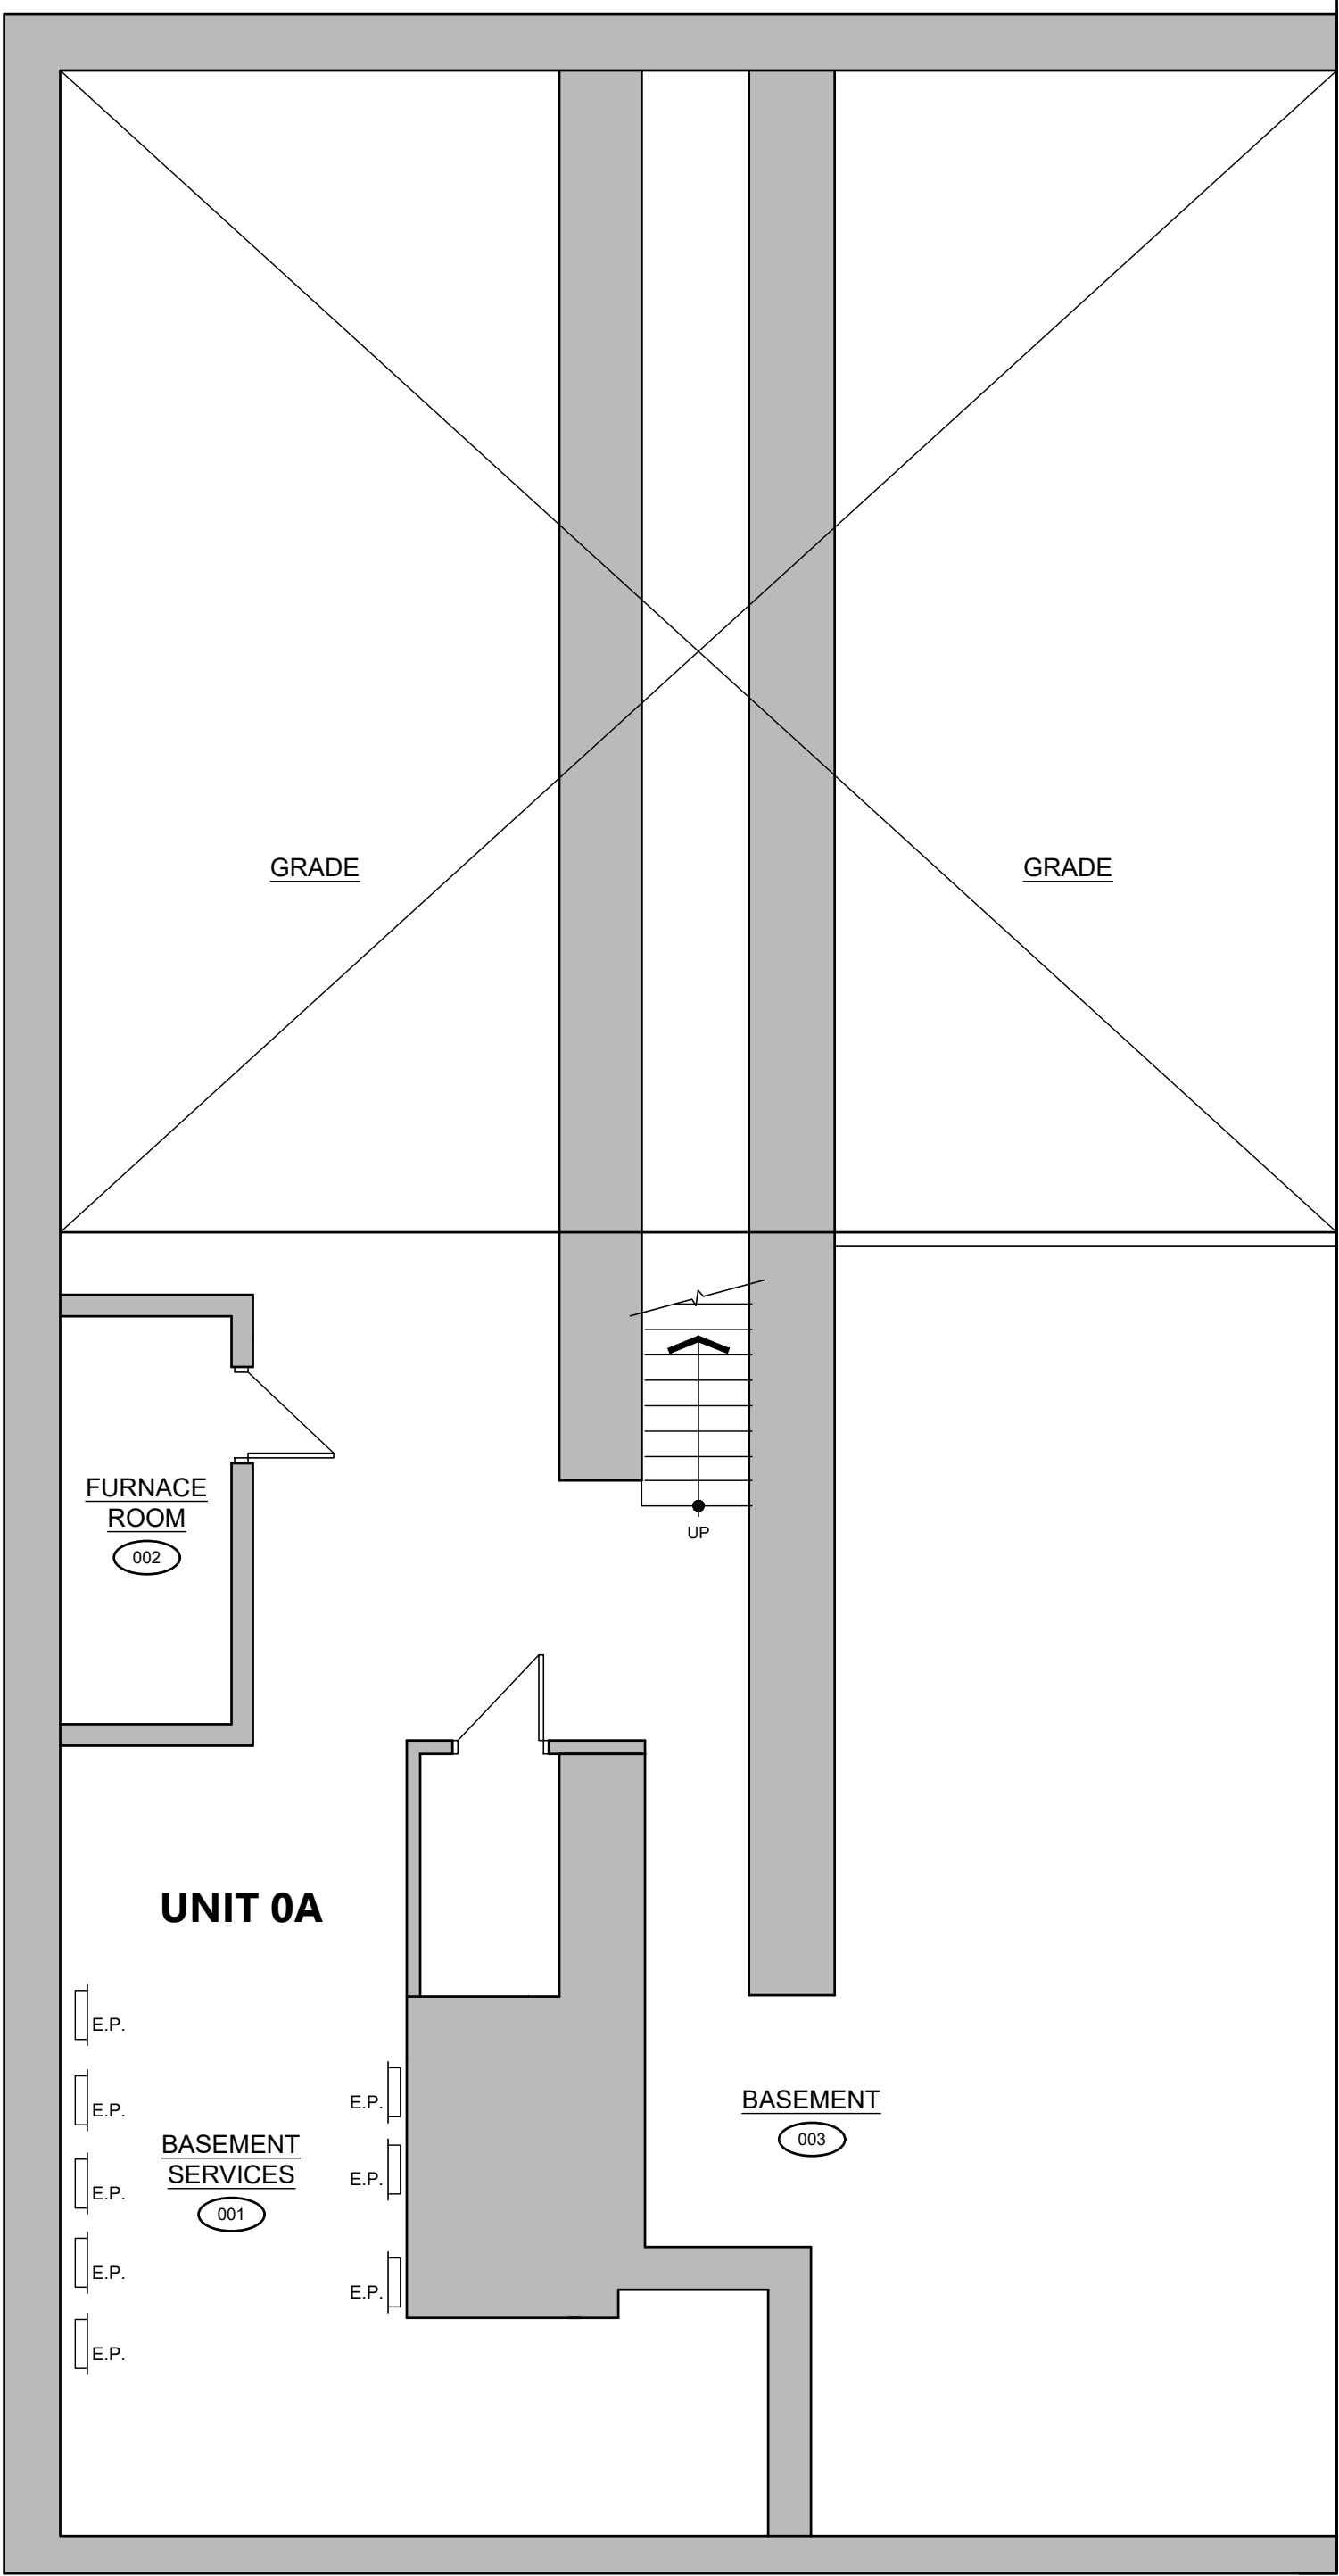 GRADE
GRADE
FURNACE
ROOM
002
UP
UNIT 0A
E.P.
E.P.
E.P.
E.P.
E.P.
BASEMENT
SERVICES
001
E.P.
E.P.
E.P.
BASEMENT
003